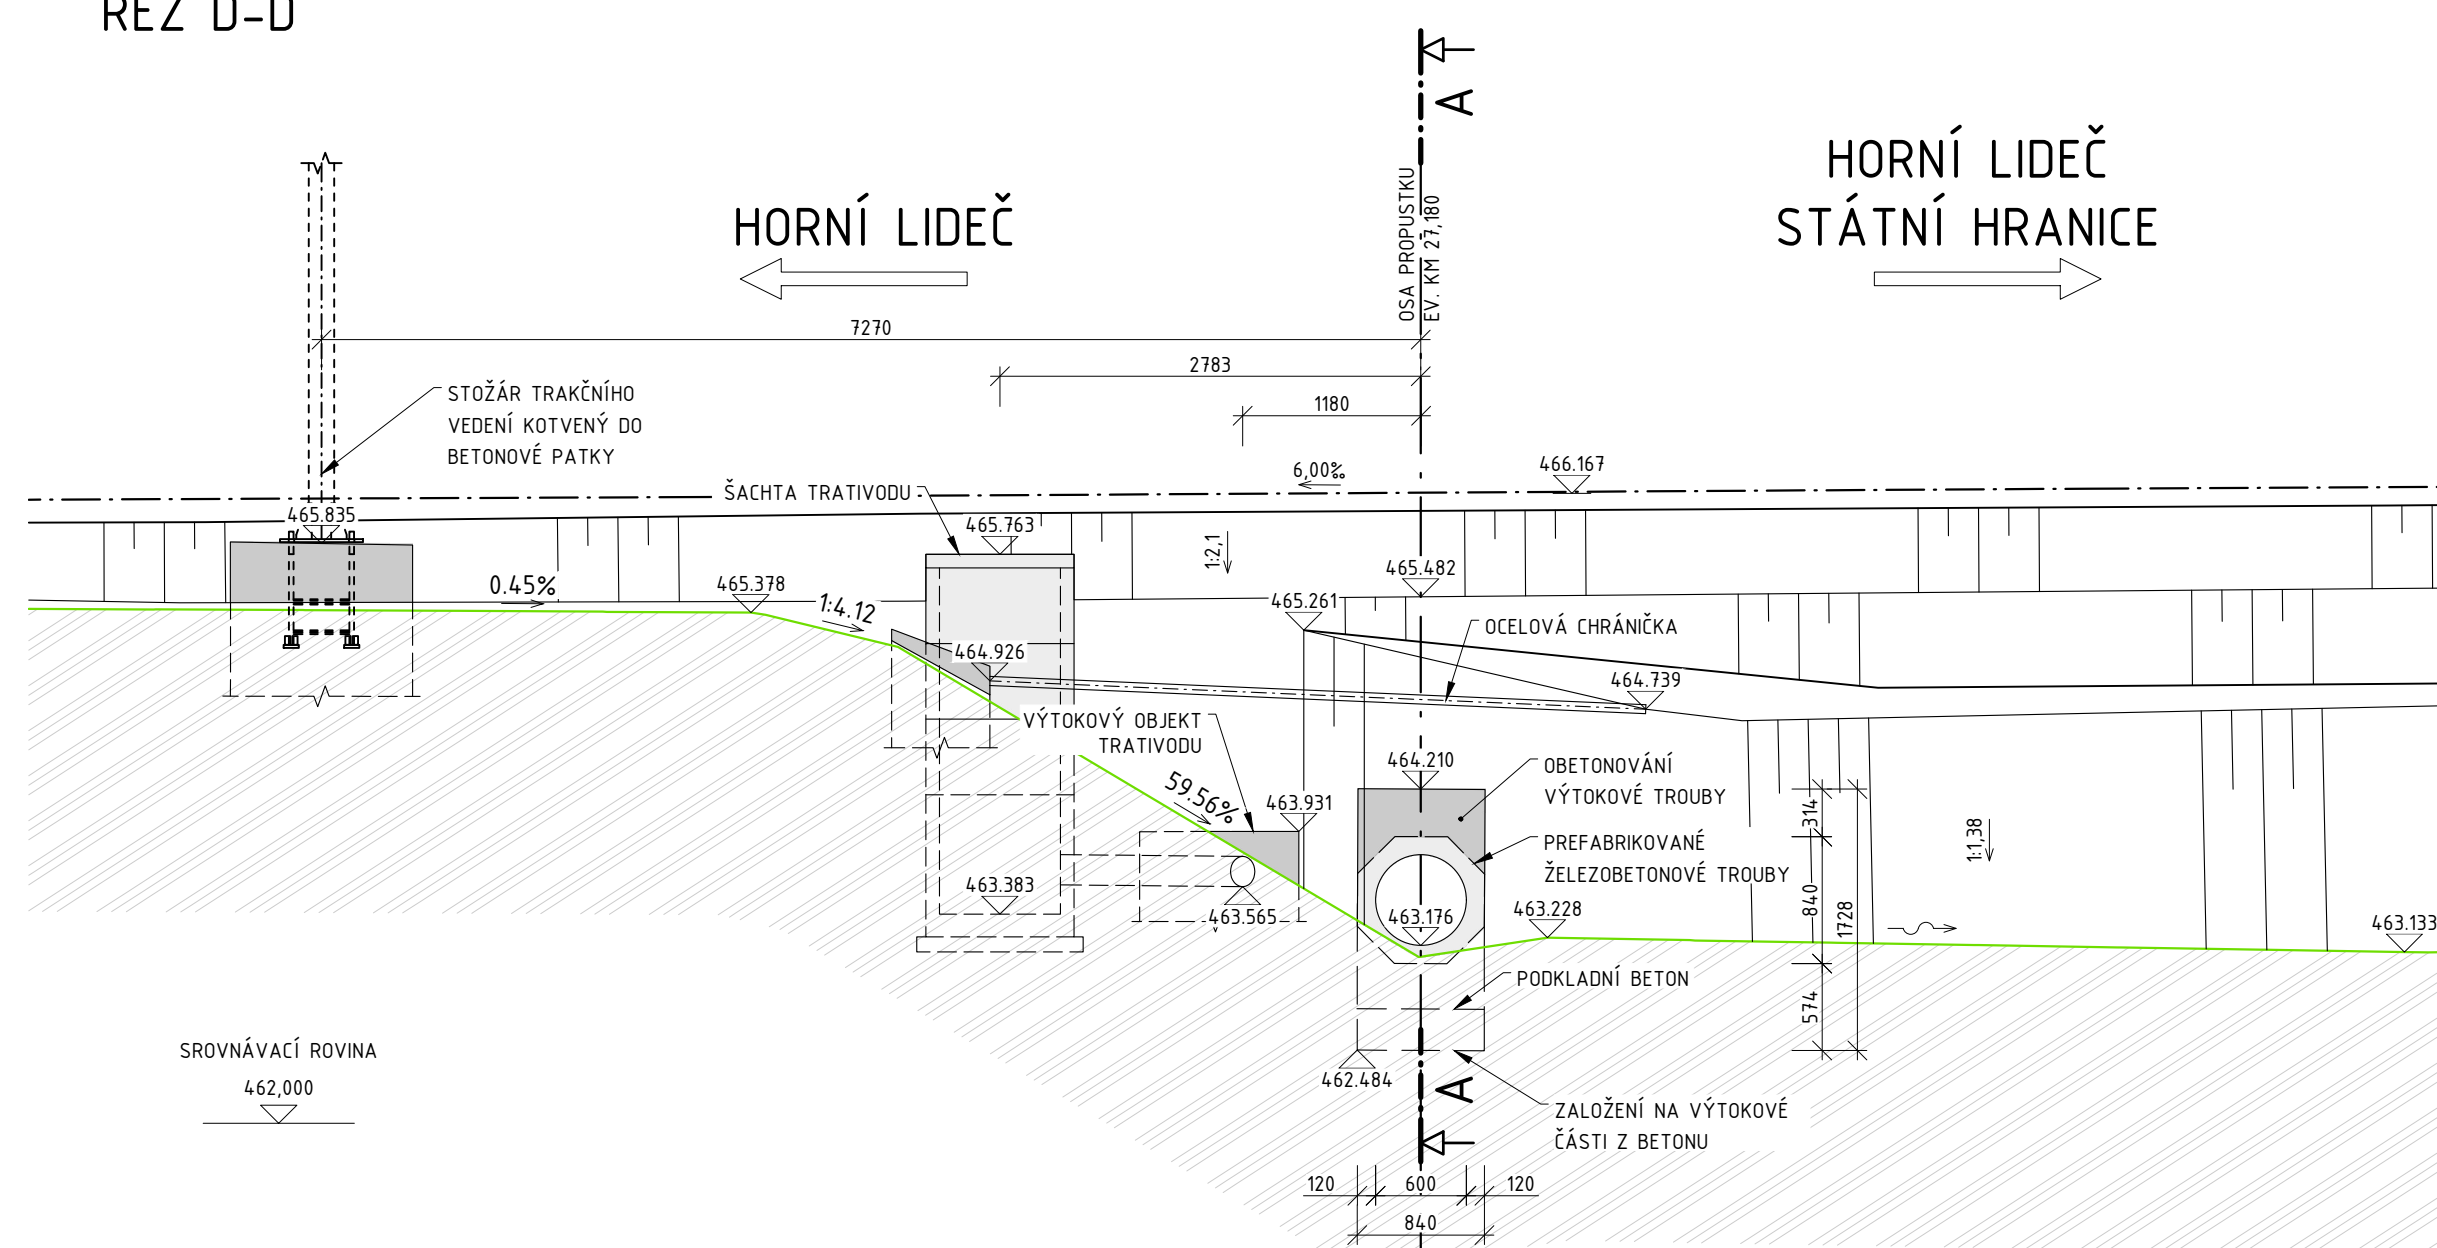 ŘEZ D-D
A
HORNÍ LIDEČ
HORNÍ LIDEČ
STÁTNÍ HRANICE
OSA PROPUSTKU
EV. KM 27,180
7270
2783
1180
STOŽÁR TRAKČNÍHO
VEDENÍ KOTVENÝ DO
BETONOVÉ PATKY
6,00‰
466.167
ŠACHTA TRATIVODU
465.835
465.763
1:2,1
465.482
0.45%
465.378
1:4.12
465.261
OCELOVÁ CHRÁNIČKA
464.926
464.739
VÝTOKOVÝ OBJEKT
TRATIVODU
464.210
OBETONOVÁNÍ
VÝTOKOVÉ TROUBY
59.56%
463.931
314
PREFABRIKOVANÉ
ŽELEZOBETONOVÉ TROUBY
1:1,38
463.383
463.565
463.176
463.228
840
1728
463.133
PODKLADNÍ BETON
574
SROVNÁVACÍ ROVINA
462,000
462.484
A
ZALOŽENÍ NA VÝTOKOVÉ
ČÁSTI Z BETONU
120
600
120
840